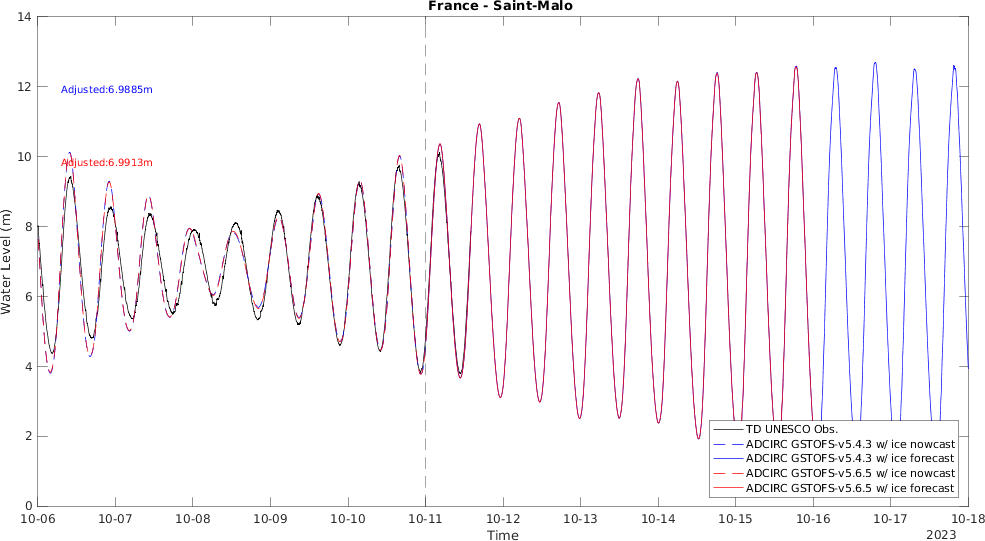 France - Saint-Malo
14
12
10
8
6
4
2
0
Water Level (m)
Adjusted:6.9885m
Adjusted:6.9913m
TD UNESCO Obs.
ADCIRC GSTOFS-v5.4.3 w/ ice nowcast
ADCIRC GSTOFS-v5.4.3 w/ ice forecast
ADCIRC GSTOFS-v5.6.5 w/ ice nowcast
ADCIRC GSTOFS-v5.6.5 w/ ice forecast
10-06 10-07 10-08 10-09 10-10 10-11 10-12 10-13 10-14 10-15 10-16 10-17 10-18
Time
2023